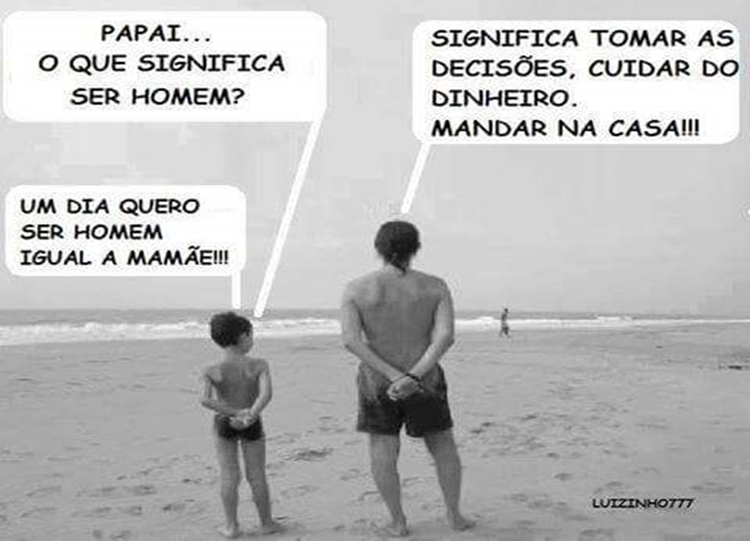 PAPAI...
O QUE SIGNIFICA
SER HOMEM?
SIGNIFICA TOMAR AS
DECISÕES, CUIDAR DO
DINHEIRO.
MANDAR NA CASA!!!
UM DIA QUERO
SER HOMEM
IGUAL A MAMÃE!!!
LUIZINHO777